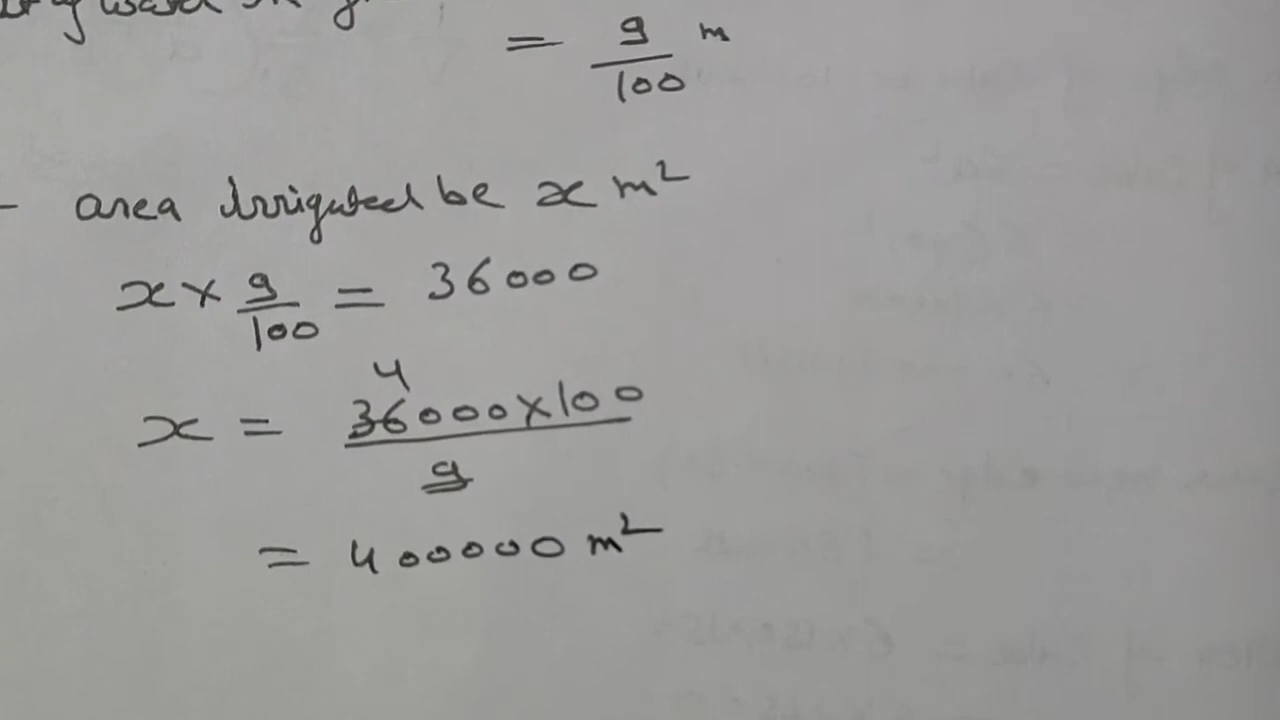 = 9/100 m
- area Irrigated be x m²
x × 9/100 = 36000
4
x = 36000×100/9
= 400000 m²